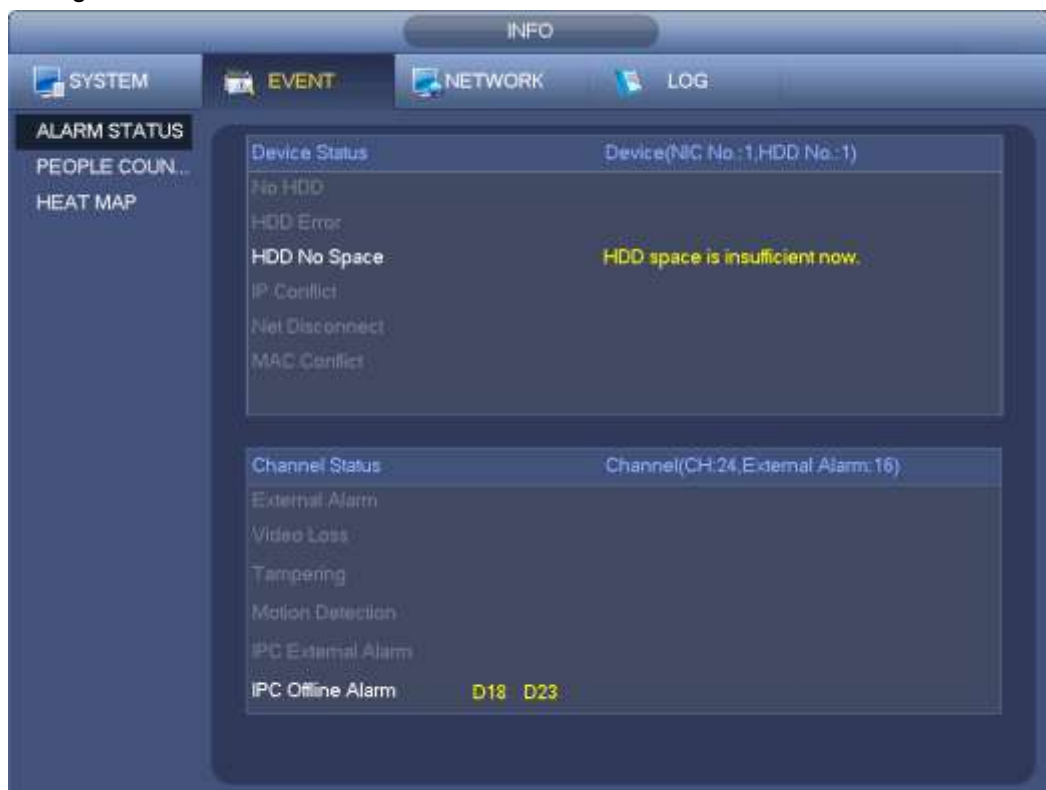 INFO
SYSTEM EVENT NETWORK LOG
ALARM STATUS
PEOPLE COUN...
HEAT MAP
Device Status Device(NIC No.:1,HDD No.:1)
No HDD
HDD Error
HDD No Space HDD space is insufficient now.
IP Conflict
Net Disconnect
MAC Conflict
Channel Status Channel(CH:24,External Alarm:16)
External Alarm
Video Loss
Tampering
Motion Detection
IPC External Alarm
IPC Offline Alarm D18 D23